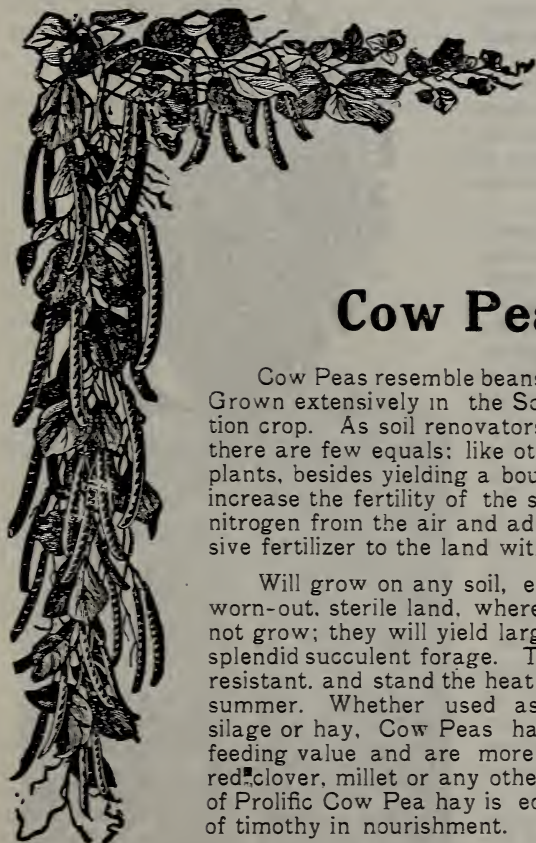 Cow Pea
Cow Peas resemble beans
Grown extensively in the So
tion crop. As soil renovators
there are few equals; like ot
plants, besides yielding a bou
increase the fertility of the s
nitrogen from the air and ad
sive fertilizer to the land wit
Will grow on any soil, e
worn-out. sterile land, where
not grow; they will yield larg
splendid succulent forage. T
resistant. and stand the heat
summer. Whether used as
silage or hay, Cow Peas ha
feeding value and are more
red clover, millet or any othe
of Prolific Cow Pea hay is eq
of timothy in nourishment.